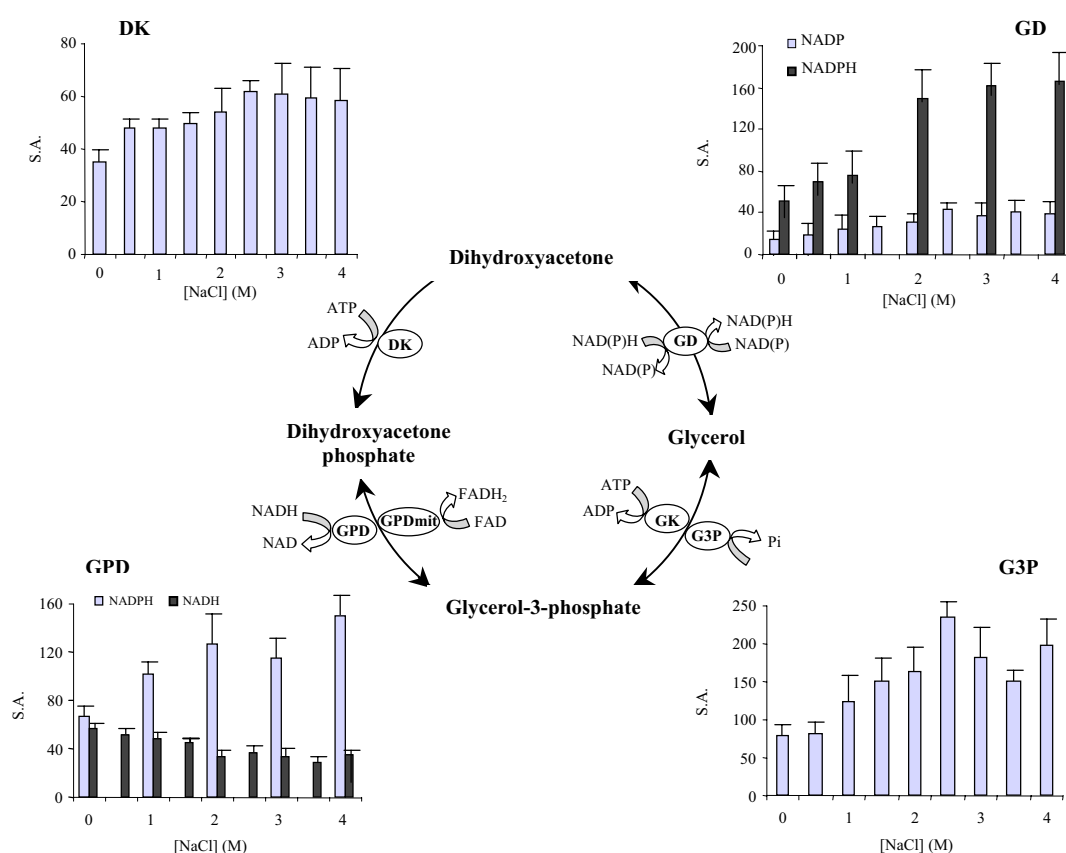 DK
80
60
40
20
0
S.A.
0 1 2 3 4
[NaCl] (M)
GD
NADP
NADPH
200
160
120
80
40
0
S.A.
0 1 2 3 4
[NaCl] (M)
Dihydroxyacetone
ATP
ADP
DK
NAD(P)H
NAD(P)
GD
NAD(P)H
NAD(P)
Dihydroxyacetone
phosphate
Glycerol
NADH
NAD
GPD
GPDmit
FADH2
FAD
ATP
ADP
GK
G3P
Pi
Glycerol-3-phosphate
GPD
NADPH NADH
160
120
80
40
0
S.A.
0 1 2 3 4
[NaCl] (M)
G3P
250
200
150
100
50
0
S.A.
0 1 2 3 4
[NaCl] (M)